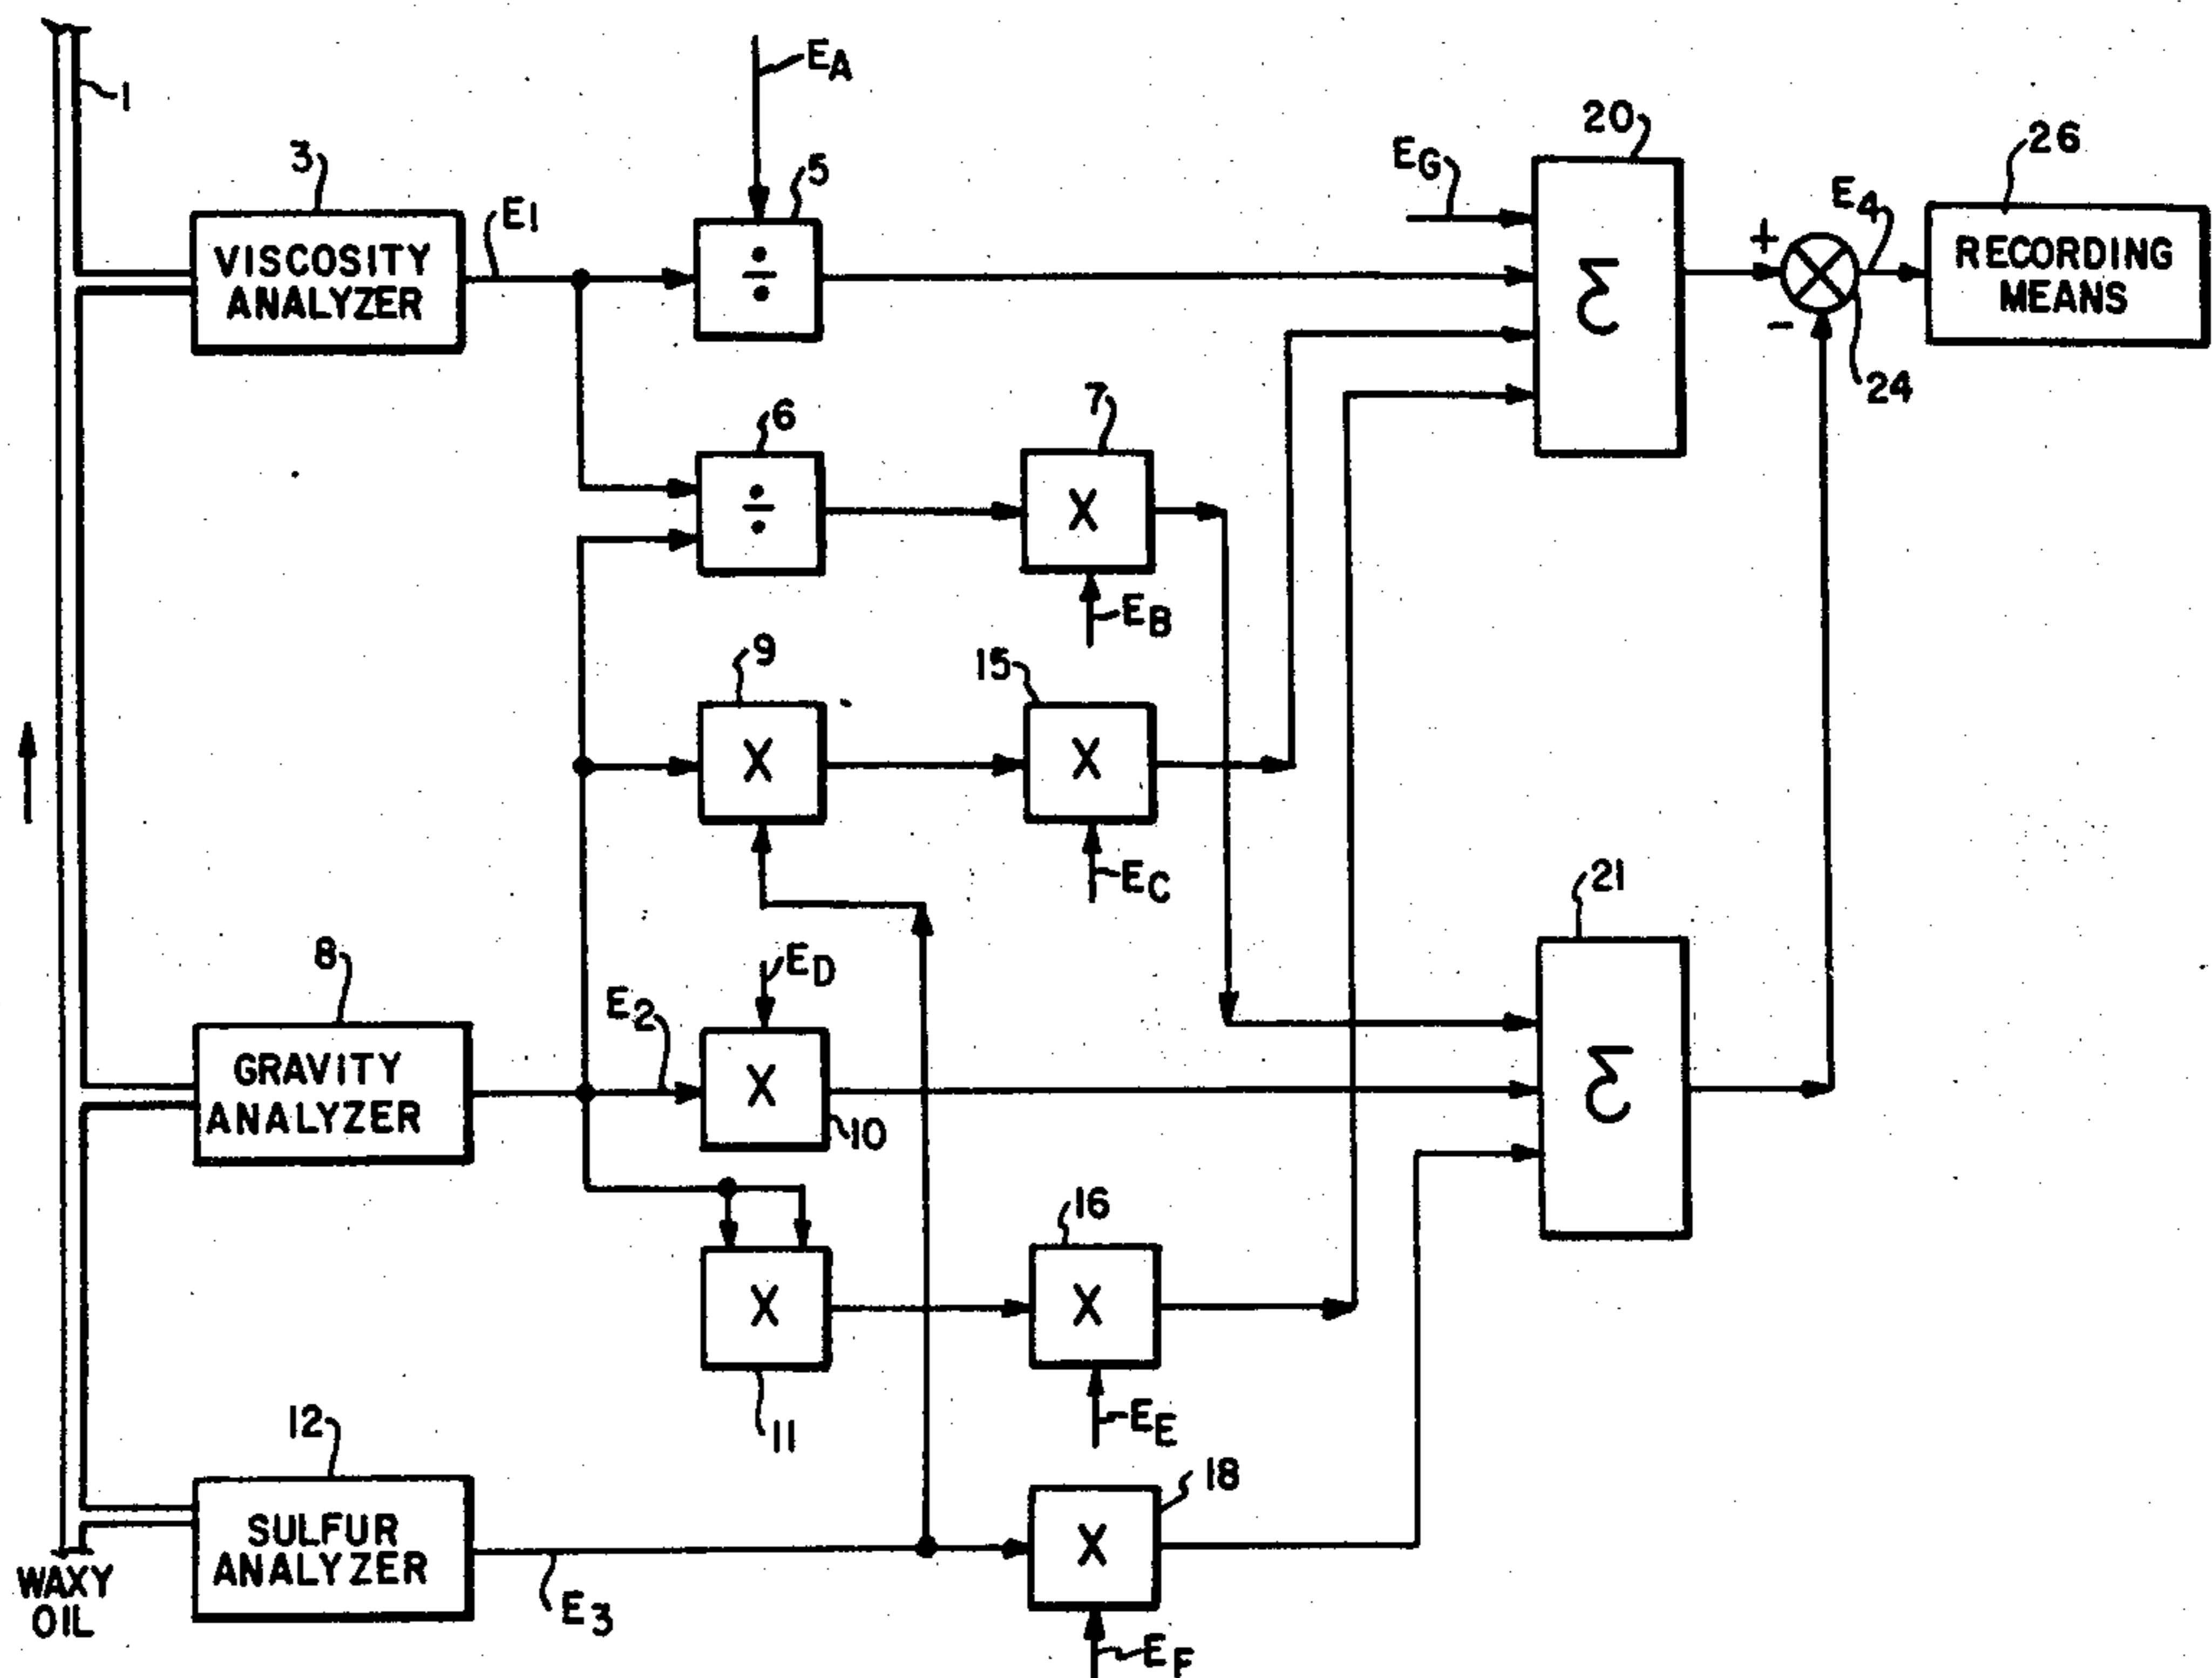 1
3
VISCOSITY
ANALYZER
E1
EA
5
÷
EG
20
Σ
+
-
E4
24
26
RECORDING
MEANS
6
÷
7
X
EB
9
X
15
X
EC
8
GRAVITY
ANALYZER
E2
ED
X
10
21
Σ
X
11
16
X
EE
12
SULFUR
ANALYZER
E3
18
X
EF
WAXY
OIL